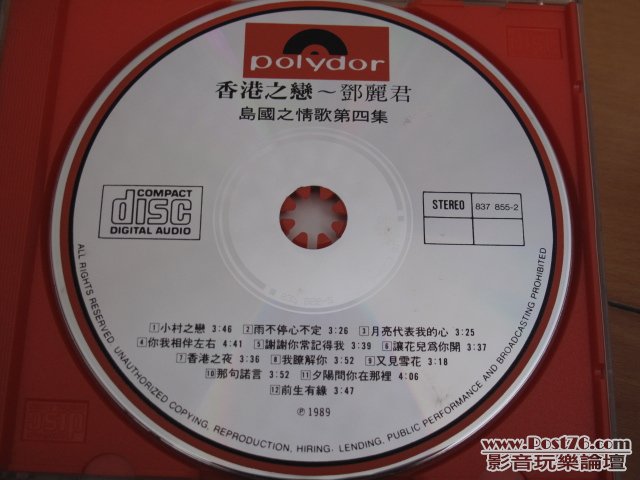 polydor
香港之戀～鄧麗君
島國之情歌第四集
COMPACT
disc
DIGITAL AUDIO
STEREO 837 855-2
1 小村之戀 3:46 2 雨不停心不定 3:26 3 月亮代表我的心 3:25
4 你我相伴左右 4:41 5 謝謝你常記得我 3:39 6 讓花兒爲你開 3:37
7 香港之夜 3:36 8 我瞭解你 3:52 9 又見雪花 3:18
10 那句諾言 3:52 11 夕陽問你在那裡 4:06
12 前生有緣 3:47
℗ 1989
ALL RIGHTS RESERVED. UNAUTHORIZED COPYING, REPRODUCTION, HIRING, LENDING, PUBLIC PERFORMANCE AND BROADCASTING PROHIBITED
www.Post76.com
影音玩樂論壇